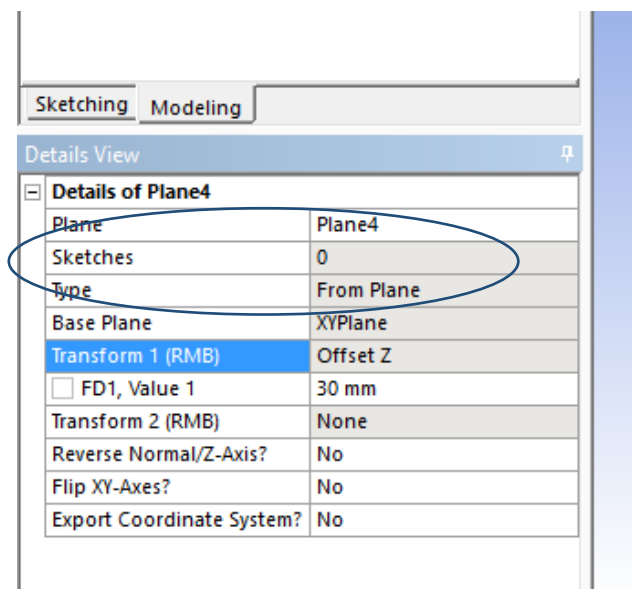 Sketching Modeling
Details View
Details of Plane4
Plane Plane4
Sketches 0
Type From Plane
Base Plane XYPlane
Transform 1 (RMB) Offset Z
FD1, Value 1 30 mm
Transform 2 (RMB) None
Reverse Normal/Z-Axis? No
Flip XY-Axes? No
Export Coordinate System? No